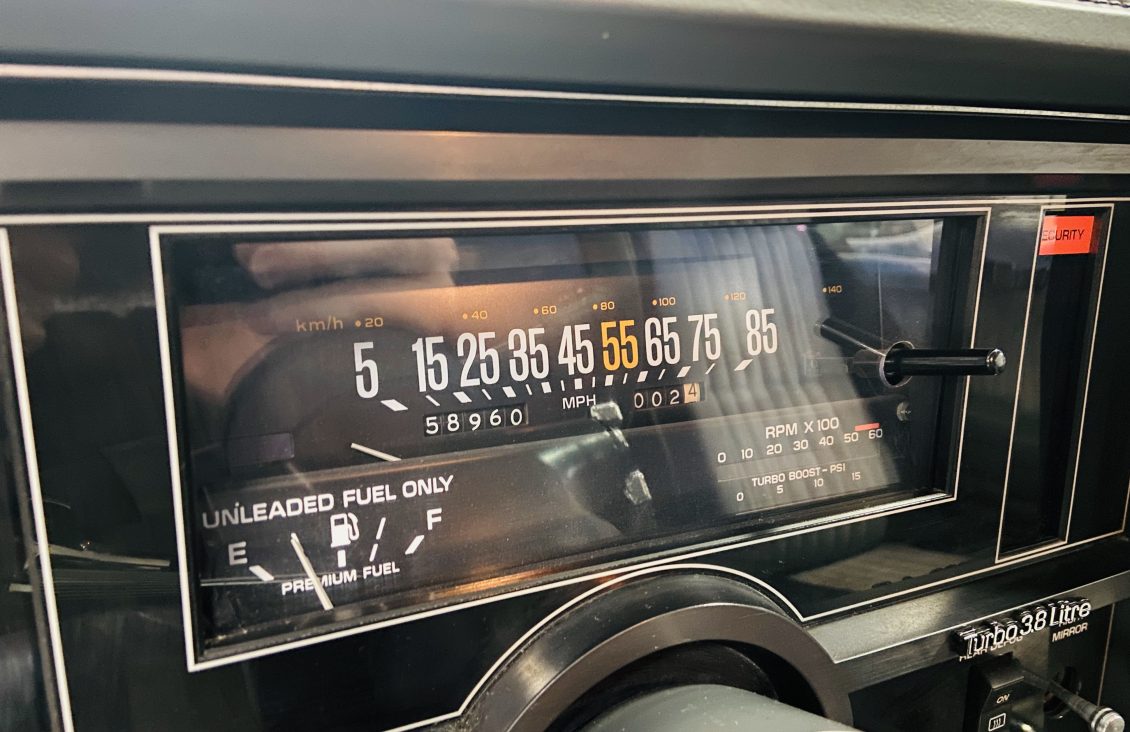 ECURITY
km/h 20 40 60 80 100 120 140
5 15 25 35 45 55 65 75 85
58960 MPH 0024
RPM X100
0 10 20 30 40 50 60
TURBO BOOST - PSI
0 5 10 15
UNLEADED FUEL ONLY
E F
PREMIUM FUEL
Turbo 3.8 Litre
MIRROR
ON